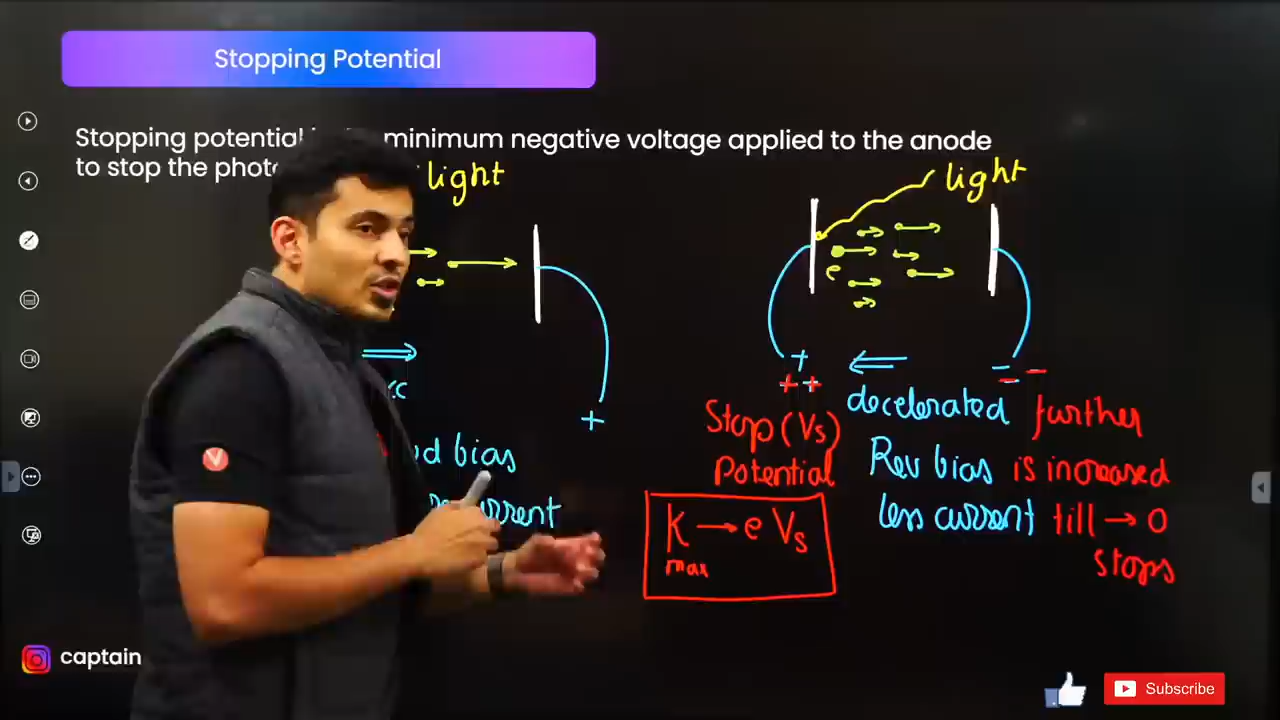 Stopping Potential
Stopping potential minimum negative voltage applied to the anode
to stop the
light
light
e
+
+
+ +
- -
-
decelerated further
Stop (Vs)
Potential
Rev bias is increased
bias
less current till → 0
current
stops
K max → e Vs
captain
Subscribe
V